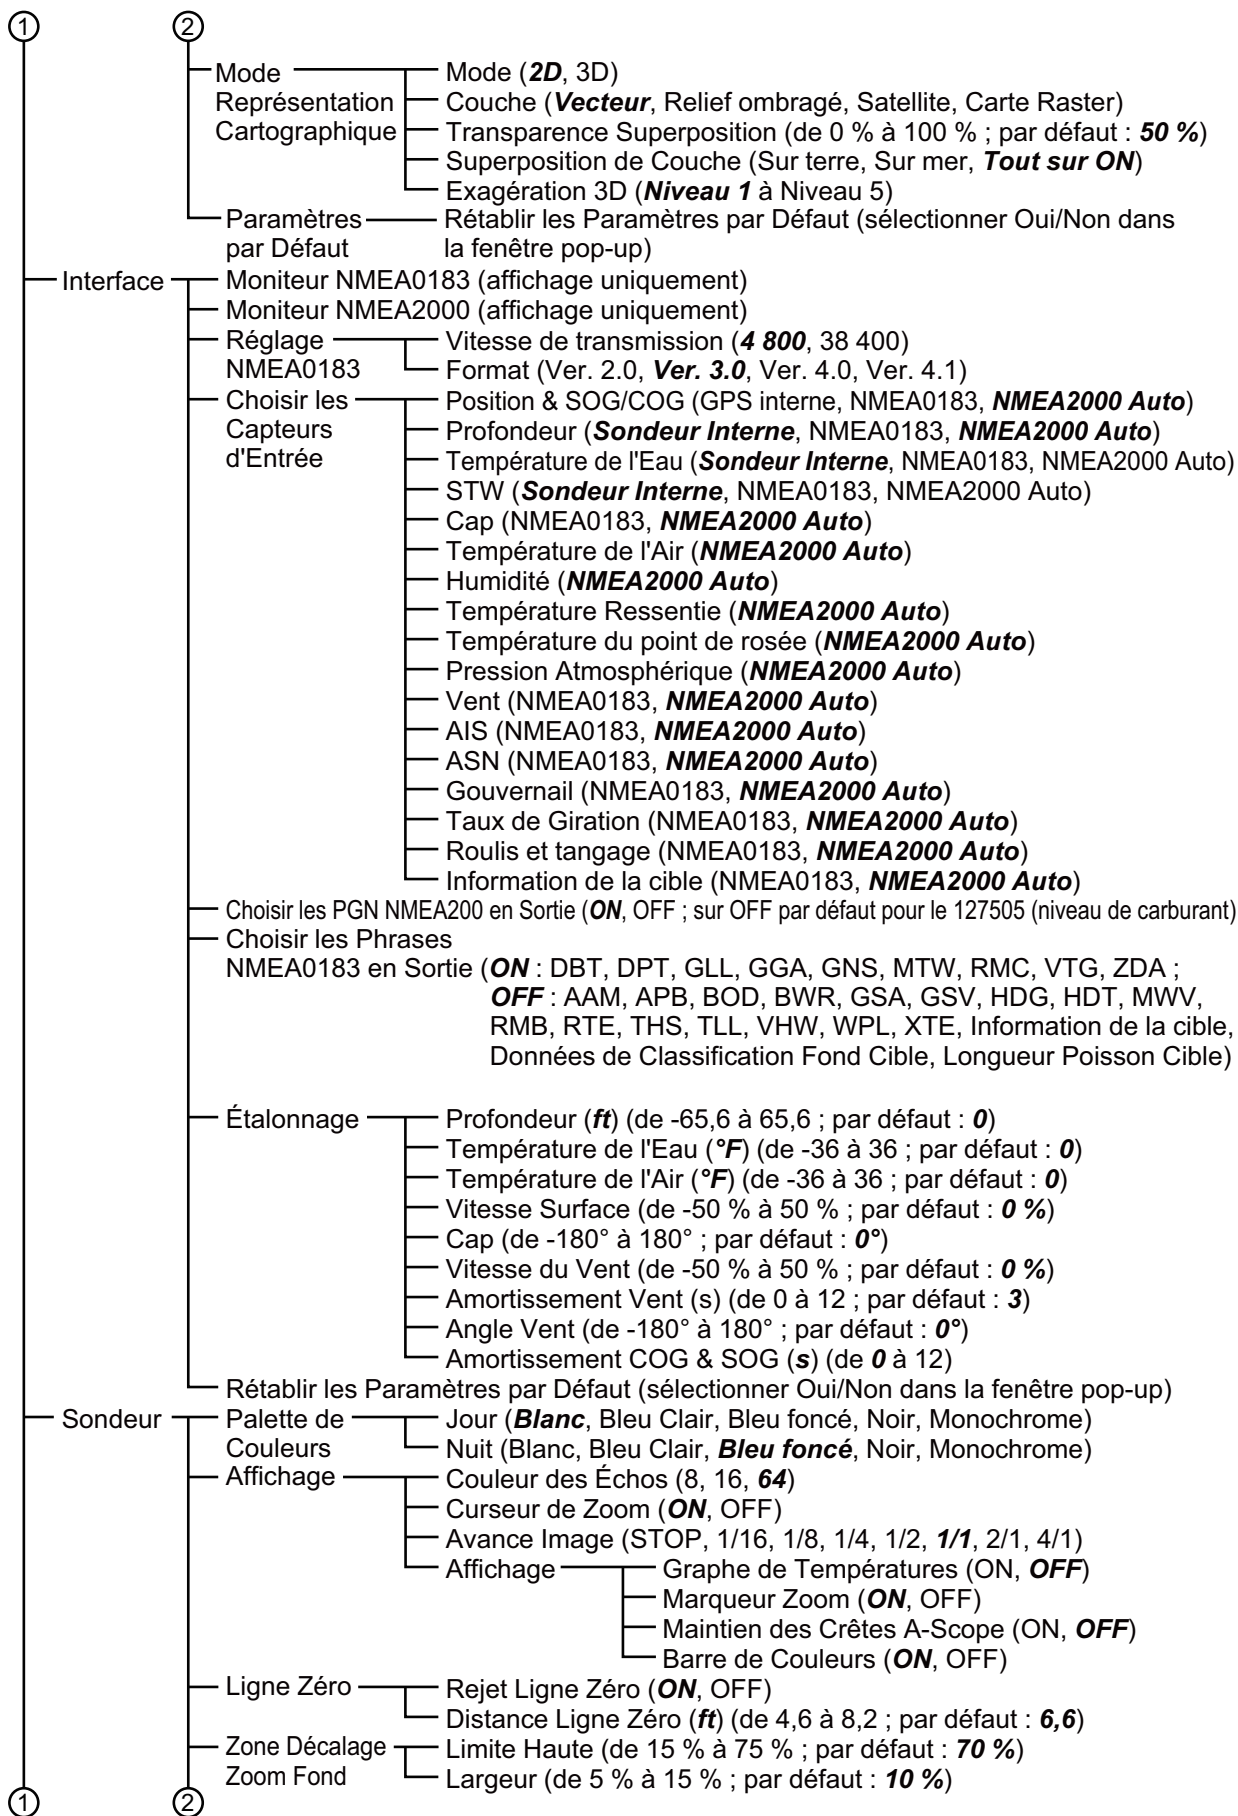 1 2
Mode
Représentation
Cartographique
Mode (2D, 3D)
Couche (Vecteur, Relief ombragé, Satellite, Carte Raster)
Transparence Superposition (de 0 % à 100 % ; par défaut : 50 %)
Superposition de Couche (Sur terre, Sur mer, Tout sur ON)
Exagération 3D (Niveau 1 à Niveau 5)
Paramètres
par Défaut
Rétablir les Paramètres par Défaut (sélectionner Oui/Non dans
la fenêtre pop-up)
Interface
Moniteur NMEA0183 (affichage uniquement)
Moniteur NMEA2000 (affichage uniquement)
Réglage
NMEA0183
Vitesse de transmission (4 800, 38 400)
Format (Ver. 2.0, Ver. 3.0, Ver. 4.0, Ver. 4.1)
Choisir les
Capteurs
d'Entrée
Position & SOG/COG (GPS interne, NMEA0183, NMEA2000 Auto)
Profondeur (Sondeur Interne, NMEA0183, NMEA2000 Auto)
Température de l'Eau (Sondeur Interne, NMEA0183, NMEA2000 Auto)
STW (Sondeur Interne, NMEA0183, NMEA2000 Auto)
Cap (NMEA0183, NMEA2000 Auto)
Température de l'Air (NMEA2000 Auto)
Humidité (NMEA2000 Auto)
Température Ressentie (NMEA2000 Auto)
Température du point de rosée (NMEA2000 Auto)
Pression Atmosphérique (NMEA2000 Auto)
Vent (NMEA0183, NMEA2000 Auto)
AIS (NMEA0183, NMEA2000 Auto)
ASN (NMEA0183, NMEA2000 Auto)
Gouvernail (NMEA0183, NMEA2000 Auto)
Taux de Giration (NMEA0183, NMEA2000 Auto)
Roulis et tangage (NMEA0183, NMEA2000 Auto)
Information de la cible (NMEA0183, NMEA2000 Auto)
Choisir les PGN NMEA200 en Sortie (ON, OFF ; sur OFF par défaut pour le 127505 (niveau de carburant)
Choisir les Phrases
NMEA0183 en Sortie (ON : DBT, DPT, GLL, GGA, GNS, MTW, RMC, VTG, ZDA ;
OFF : AAM, APB, BOD, BWR, GSA, GSV, HDG, HDT, MWV,
RMB, RTE, THS, TLL, VHW, WPL, XTE, Information de la cible,
Données de Classification Fond Cible, Longueur Poisson Cible)
Étalonnage
Profondeur (ft) (de -65,6 à 65,6 ; par défaut : 0)
Température de l'Eau (°F) (de -36 à 36 ; par défaut : 0)
Température de l'Air (°F) (de -36 à 36 ; par défaut : 0)
Vitesse Surface (de -50 % à 50 % ; par défaut : 0 %)
Cap (de -180° à 180° ; par défaut : 0°)
Vitesse du Vent (de -50 % à 50 % ; par défaut : 0 %)
Amortissement Vent (s) (de 0 à 12 ; par défaut : 3)
Angle Vent (de -180° à 180° ; par défaut : 0°)
Amortissement COG & SOG (s) (de 0 à 12)
Rétablir les Paramètres par Défaut (sélectionner Oui/Non dans la fenêtre pop-up)
Sondeur
Palette de
Couleurs
Jour (Blanc, Bleu Clair, Bleu foncé, Noir, Monochrome)
Nuit (Blanc, Bleu Clair, Bleu foncé, Noir, Monochrome)
Affichage
Couleur des Échos (8, 16, 64)
Curseur de Zoom (ON, OFF)
Avance Image (STOP, 1/16, 1/8, 1/4, 1/2, 1/1, 2/1, 4/1)
Affichage
Graphe de Températures (ON, OFF)
Marqueur Zoom (ON, OFF)
Maintien des Crêtes A-Scope (ON, OFF)
Barre de Couleurs (ON, OFF)
Ligne Zéro
Rejet Ligne Zéro (ON, OFF)
Distance Ligne Zéro (ft) (de 4,6 à 8,2 ; par défaut : 6,6)
Zone Décalage
Zoom Fond
Limite Haute (de 15 % à 75 % ; par défaut : 70 %)
Largeur (de 5 % à 15 % ; par défaut : 10 %)
1 2